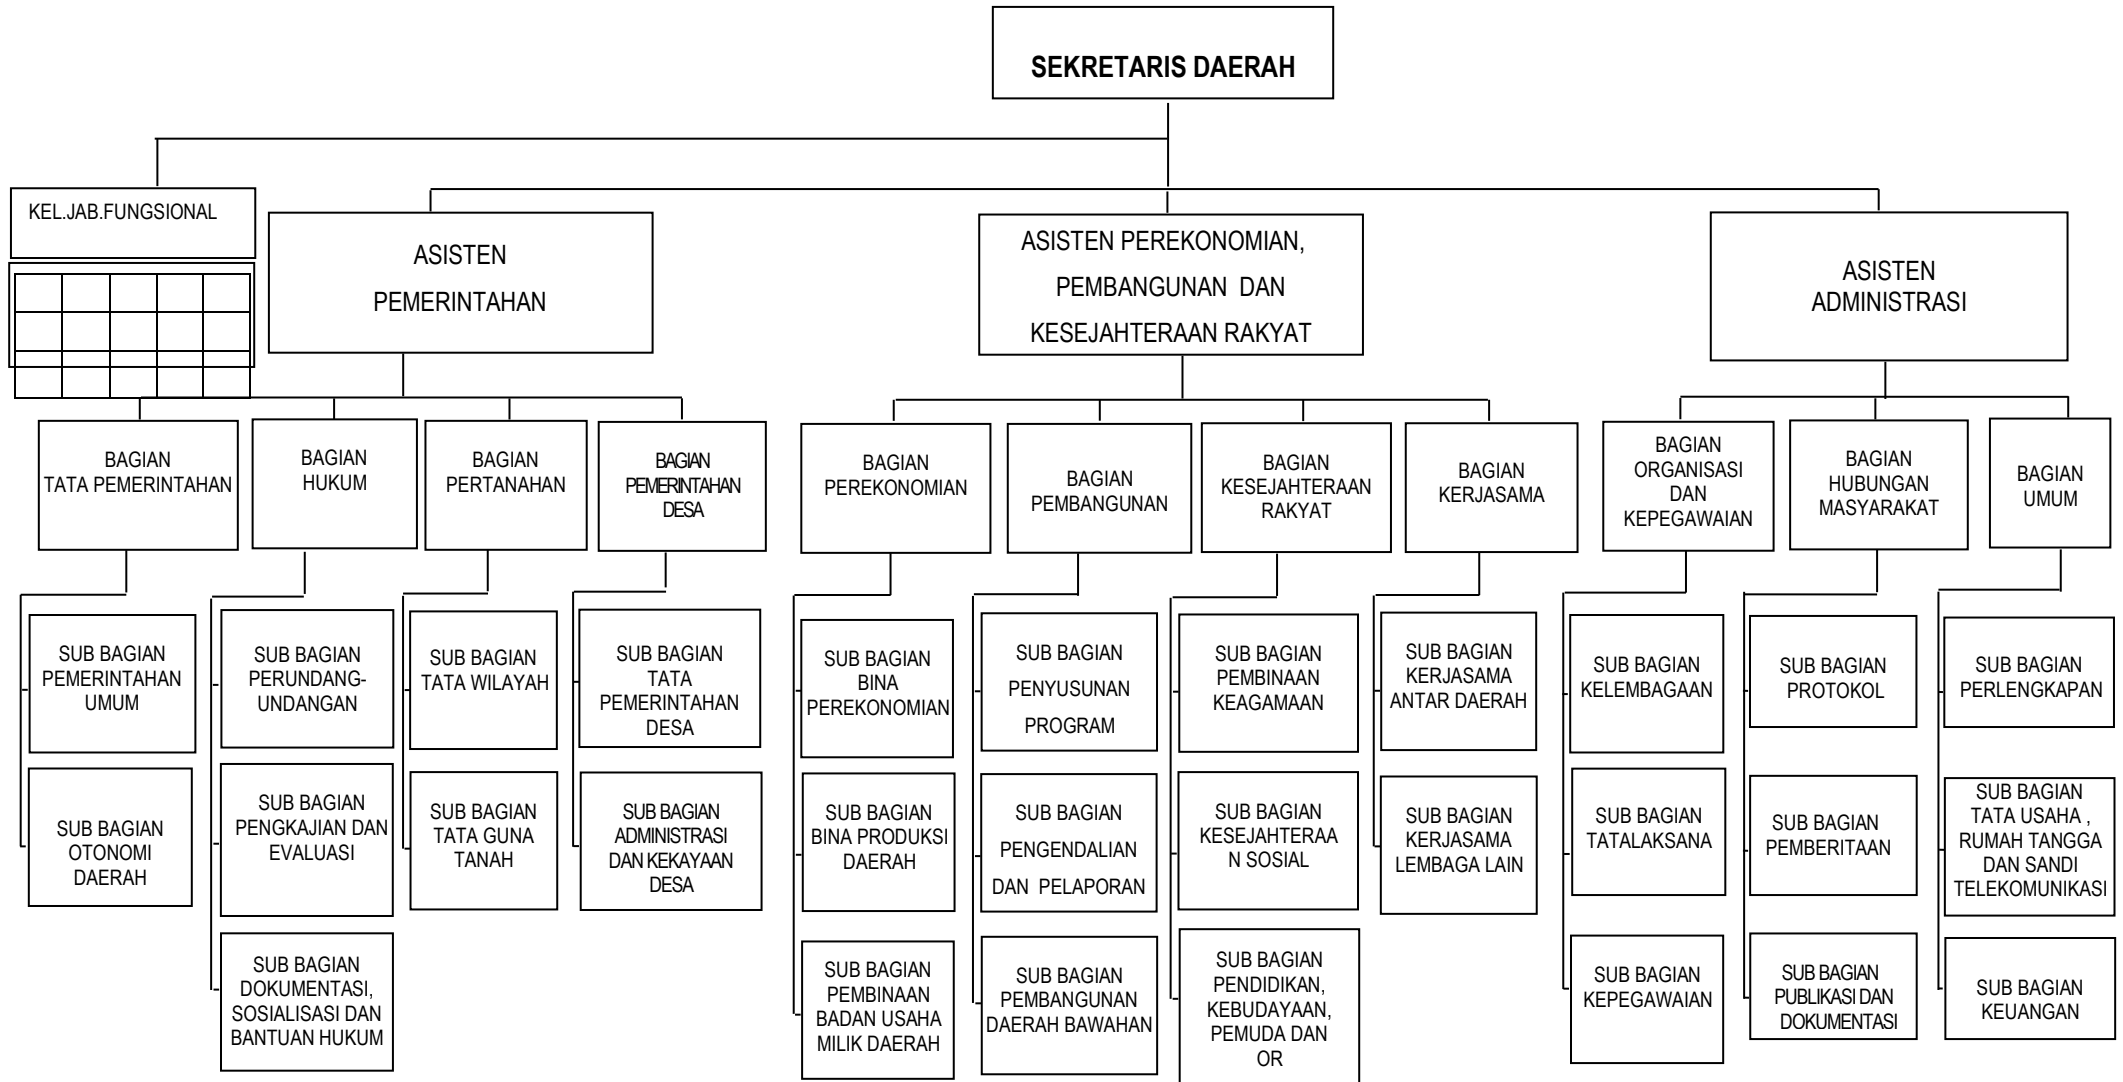 SEKRETARIS DAERAH
KEL.JAB.FUNGSIONAL
ASISTEN
PEMERINTAHAN
ASISTEN PEREKONOMIAN,
PEMBANGUNAN DAN
KESEJAHTERAAN RAKYAT
ASISTEN
ADMINISTRASI
BAGIAN
TATA PEMERINTAHAN
BAGIAN
HUKUM
BAGIAN
PERTANAHAN
BAGIAN
PEMERINTAHAN
DESA
BAGIAN
PEREKONOMIAN
BAGIAN
PEMBANGUNAN
BAGIAN
KESEJAHTERAAN
RAKYAT
BAGIAN
KERJASAMA
BAGIAN
ORGANISASI
DAN
KEPEGAWAIAN
BAGIAN
HUBUNGAN
MASYARAKAT
BAGIAN
UMUM
SUB BAGIAN
PEMERINTAHAN
UMUM
SUB BAGIAN
PERUNDANG-
UNDANGAN
SUB BAGIAN
TATA WILAYAH
SUB BAGIAN
TATA
PEMERINTAHAN
DESA
SUB BAGIAN
BINA
PEREKONOMIAN
SUB BAGIAN
PENYUSUNAN
PROGRAM
SUB BAGIAN
PEMBINAAN
KEAGAMAAN
SUB BAGIAN
KERJASAMA
ANTAR DAERAH
SUB BAGIAN
KELEMBAGAAN
SUB BAGIAN
PROTOKOL
SUB BAGIAN
PERLENGKAPAN
SUB BAGIAN
OTONOMI
DAERAH
SUB BAGIAN
PENGKAJIAN DAN
EVALUASI
SUB BAGIAN
TATA GUNA
TANAH
SUB BAGIAN
ADMINISTRASI
DAN KEKAYAAN
DESA
SUB BAGIAN
BINA PRODUKSI
DAERAH
SUB BAGIAN
PENGENDALIAN
DAN PELAPORAN
SUB BAGIAN
KESEJAHTERAA
N SOSIAL
SUB BAGIAN
KERJASAMA
LEMBAGA LAIN
SUB BAGIAN
TATALAKSANA
SUB BAGIAN
PEMBERITAAN
SUB BAGIAN
TATA USAHA ,
RUMAH TANGGA
DAN SANDI
TELEKOMUNIKASI
SUB BAGIAN
DOKUMENTASI,
SOSIALISASI DAN
BANTUAN HUKUM
SUB BAGIAN
PEMBINAAN
BADAN USAHA
MILIK DAERAH
SUB BAGIAN
PEMBANGUNAN
DAERAH BAWAHAN
SUB BAGIAN
PENDIDIKAN,
KEBUDAYAAN,
PEMUDA DAN
OR
SUB BAGIAN
KEPEGAWAIAN
SUB BAGIAN
PUBLIKASI DAN
DOKUMENTASI
SUB BAGIAN
KEUANGAN